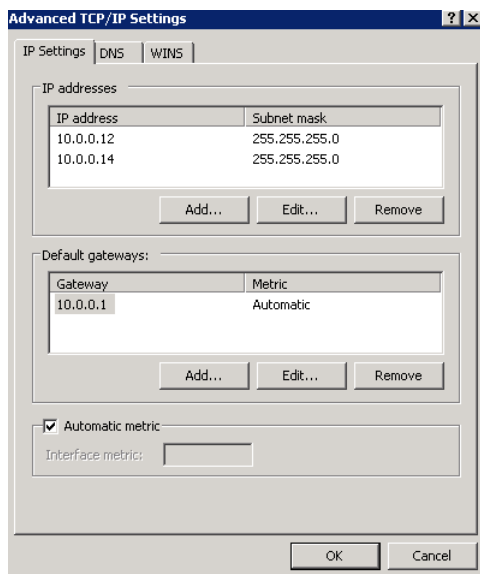 Advanced TCP/IP Settings
IP Settings DNS WINS
IP addresses
IP address Subnet mask
10.0.0.12 255.255.255.0
10.0.0.14 255.255.255.0
Add... Edit... Remove
Default gateways:
Gateway Metric
10.0.0.1 Automatic
Add... Edit... Remove
Automatic metric
Interface metric:
OK Cancel